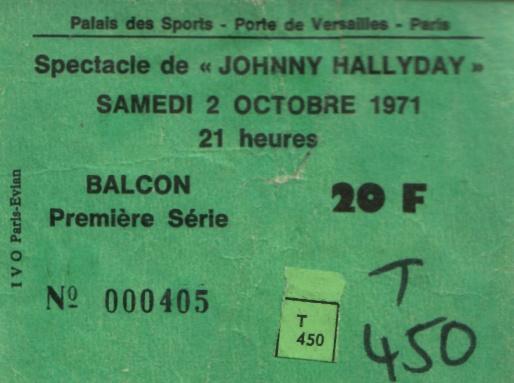 Palais des Sports - Porte de Versailles - Paris
Spectacle de « JOHNNY HALLYDAY »
SAMEDI 2 OCTOBRE 1971
21 heures
BALCON
Première Série
20 F
I V O Paris-Evian
Nº 000405
T
450
T
450